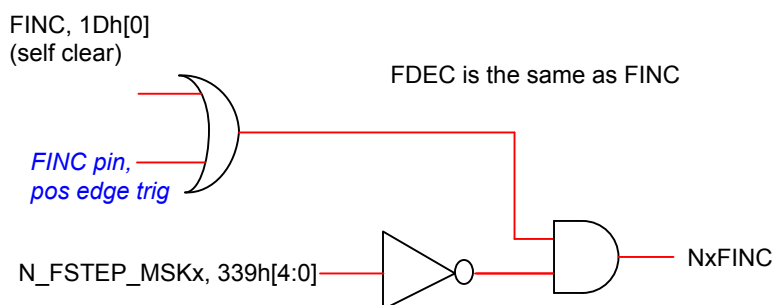 FINC, 1Dh[0]
(self clear)
FDEC is the same as FINC
FINC pin,
pos edge trig
N_FSTEP_MSKx, 339h[4:0]
NxFINC